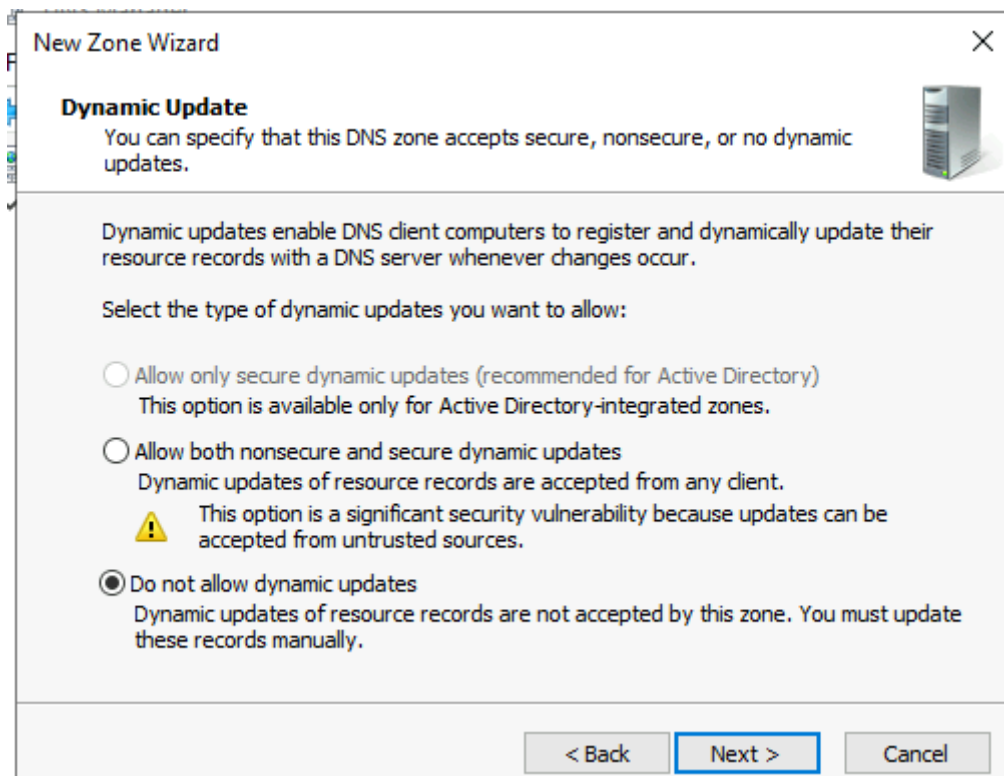 New Zone Wizard
Dynamic Update
You can specify that this DNS zone accepts secure, nonsecure, or no dynamic
updates.
Dynamic updates enable DNS client computers to register and dynamically update their
resource records with a DNS server whenever changes occur.
Select the type of dynamic updates you want to allow:
Allow only secure dynamic updates (recommended for Active Directory)
This option is available only for Active Directory-integrated zones.
Allow both nonsecure and secure dynamic updates
Dynamic updates of resource records are accepted from any client.
This option is a significant security vulnerability because updates can be
accepted from untrusted sources.
Do not allow dynamic updates
Dynamic updates of resource records are not accepted by this zone. You must update
these records manually.
< Back
Next >
Cancel